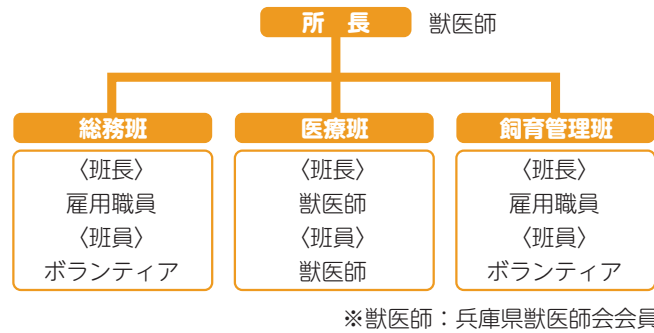 所 長 獣医師
総務班 医療班 飼育管理班
〈班長〉 〈班長〉 〈班長〉
雇用職員 獣医師 雇用職員
〈班員〉 〈班員〉 〈班員〉
ボランティア 獣医師 ボランティア
※獣医師：兵庫県獣医師会会員